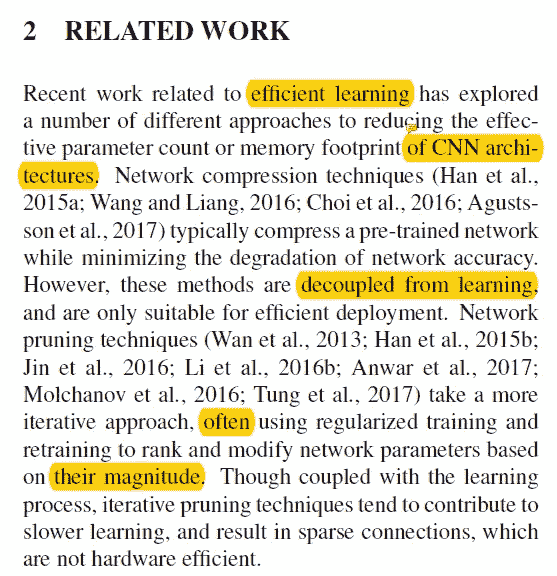 2 RELATED WORK
Recent work related to efficient learning has explored
a number of different approaches to reducing the effec-
tive parameter count or memory footprint of CNN archi-
tectures. Network compression techniques (Han et al.,
2015a; Wang and Liang, 2016; Choi et al., 2016; Agusts-
son et al., 2017) typically compress a pre-trained network
while minimizing the degradation of network accuracy.
However, these methods are decoupled from learning,
and are only suitable for efficient deployment. Network
pruning techniques (Wan et al., 2013; Han et al., 2015b;
Jin et al., 2016; Li et al., 2016b; Anwar et al., 2017;
Molchanov et al., 2016; Tung et al., 2017) take a more
iterative approach, often using regularized training and
retraining to rank and modify network parameters based
on their magnitude. Though coupled with the learning
process, iterative pruning techniques tend to contribute to
slower learning, and result in sparse connections, which
are not hardware efficient.